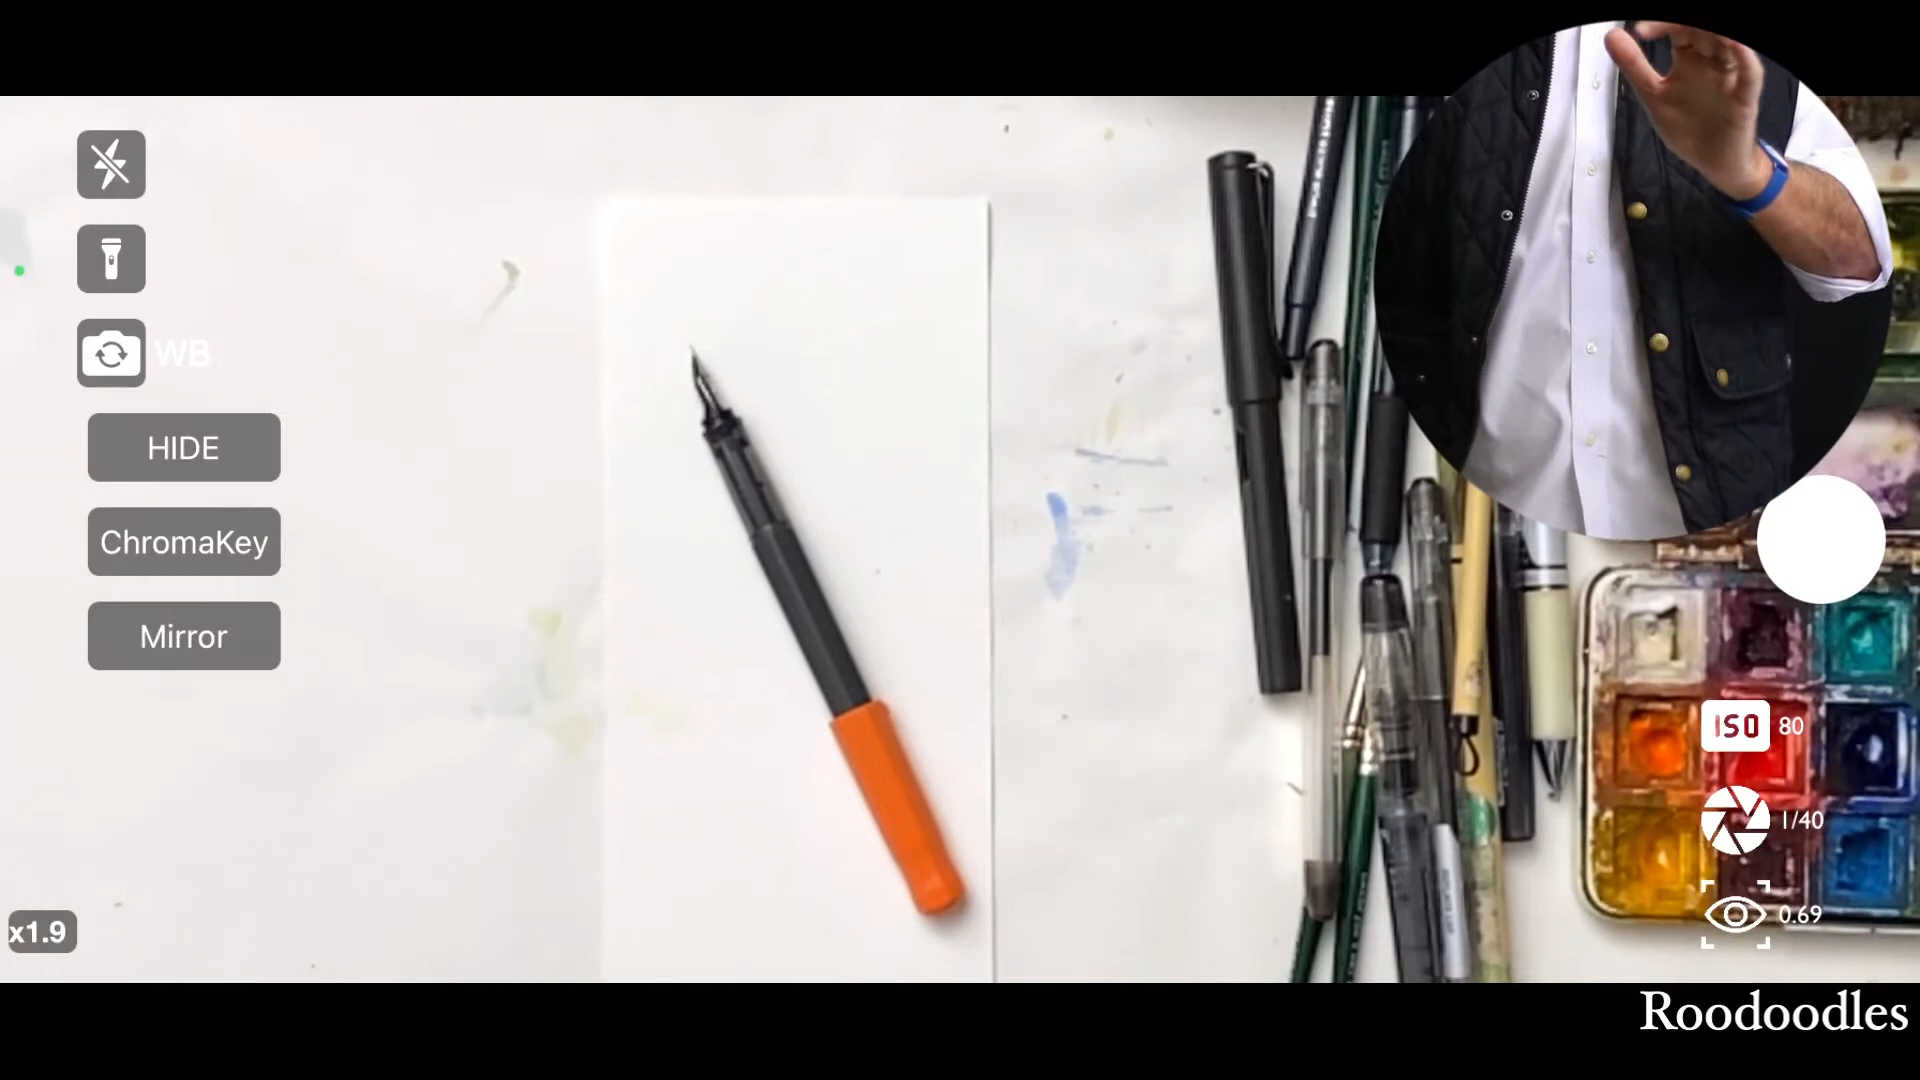 WB
HIDE
ChromaKey
Mirror
ISO 80
1/40
0.69
x1.9
Roodoodles